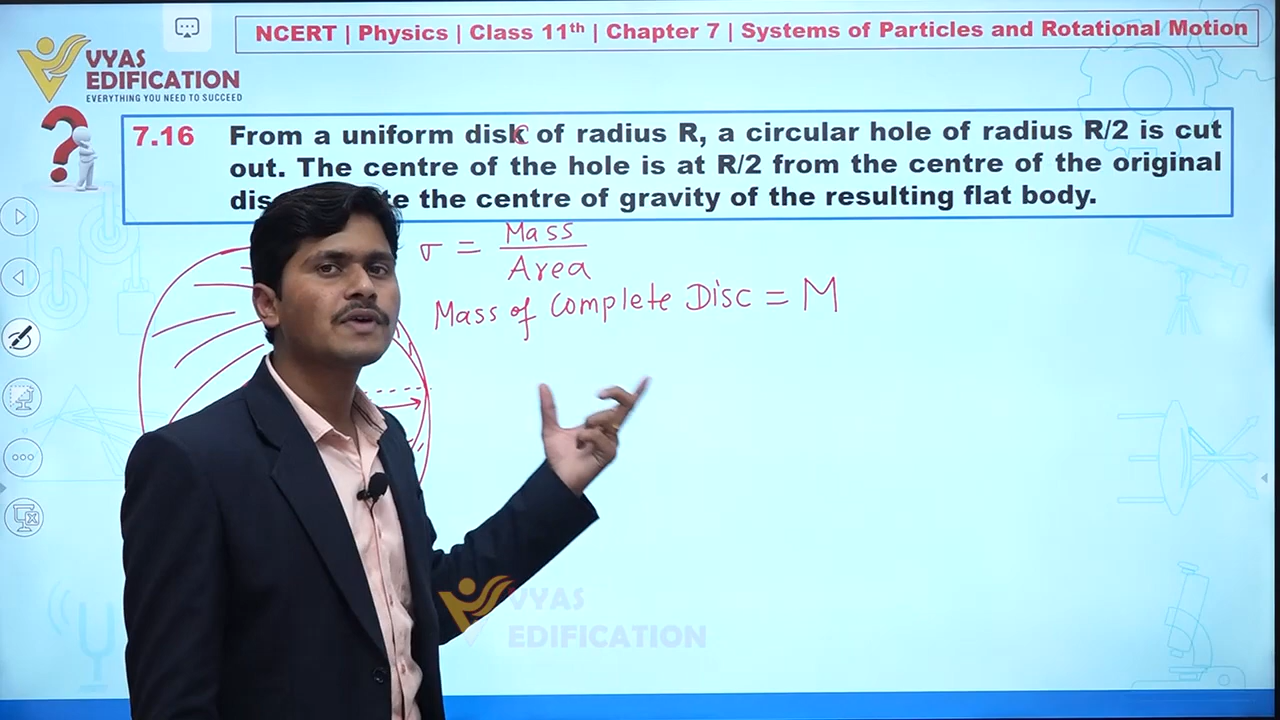 NCERT | Physics | Class 11th | Chapter 7 | Systems of Particles and Rotational Motion
VYAS
EDIFICATION
EVERYTHING YOU NEED TO SUCCEED
7.16 From a uniform disc of radius R, a circular hole of radius R/2 is cut
out. The centre of the hole is at R/2 from the centre of the original
the centre of gravity of the resulting flat body.
σ = Mass
Area
Mass of Complete Disc = M
VYAS
EDIFICATION